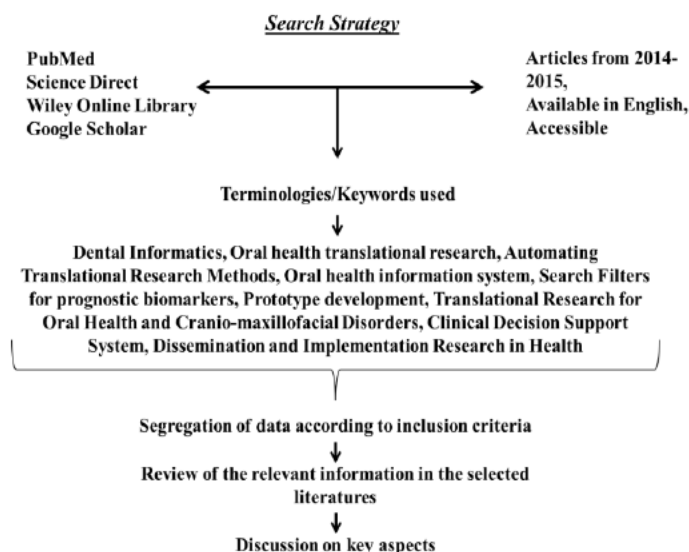 Search Strategy
PubMed
Science Direct
Wiley Online Library
Google Scholar
Articles from 2014-
2015,
Available in English,
Accessible
Terminologies/Keywords used
Dental Informatics, Oral health translational research, Automating
Translational Research Methods, Oral health information system, Search Filters
for prognostic biomarkers, Prototype development, Translational Research for
Oral Health and Cranio-maxillofacial Disorders, Clinical Decision Support
System, Dissemination and Implementation Research in Health
Segregation of data according to inclusion criteria
Review of the relevant information in the selected
literatures
Discussion on key aspects